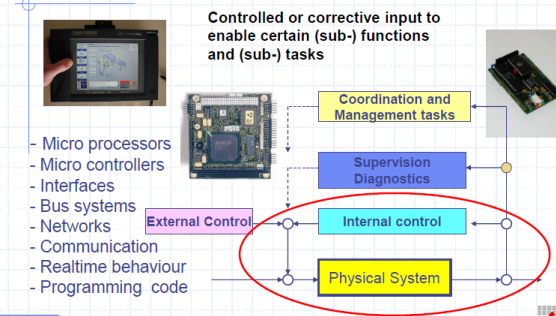 Controlled or corrective input to
enable certain (sub-) functions
and (sub-) tasks
Coordination and
Management tasks
- Micro processors
- Micro controllers
- Interfaces
- Bus systems
- Networks
- Communication
- Realtime behaviour
- Programming code
Supervision
Diagnostics
External Control
Internal control
Physical System